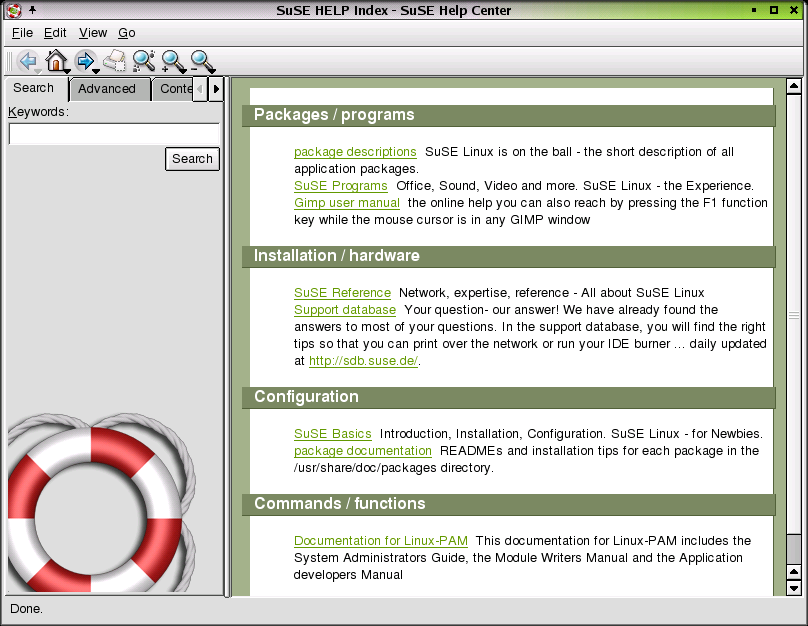 SuSE HELP Index - SuSE Help Center
File Edit View Go
Search Advanced Conte
Keywords:
Search
Packages / programs
package descriptions SuSE Linux is on the ball - the short description of all
application packages.
SuSE Programs Office, Sound, Video and more. SuSE Linux - the Experience.
Gimp user manual the online help you can also reach by pressing the F1 function
key while the mouse cursor is in any GIMP window
Installation / hardware
SuSE Reference Network, expertise, reference - All about SuSE Linux
Support database Your question- our answer! We have already found the
answers to most of your questions. In the support database, you will find the right
tips so that you can print over the network or run your IDE burner ... daily updated
at http://sdb.suse.de/.
Configuration
SuSE Basics Introduction, Installation, Configuration. SuSE Linux - for Newbies.
package documentation READMEs and installation tips for each package in the
/usr/share/doc/packages directory.
Commands / functions
Documentation for Linux-PAM This documentation for Linux-PAM includes the
System Administrators Guide, the Module Writers Manual and the Application
developers Manual
Done.